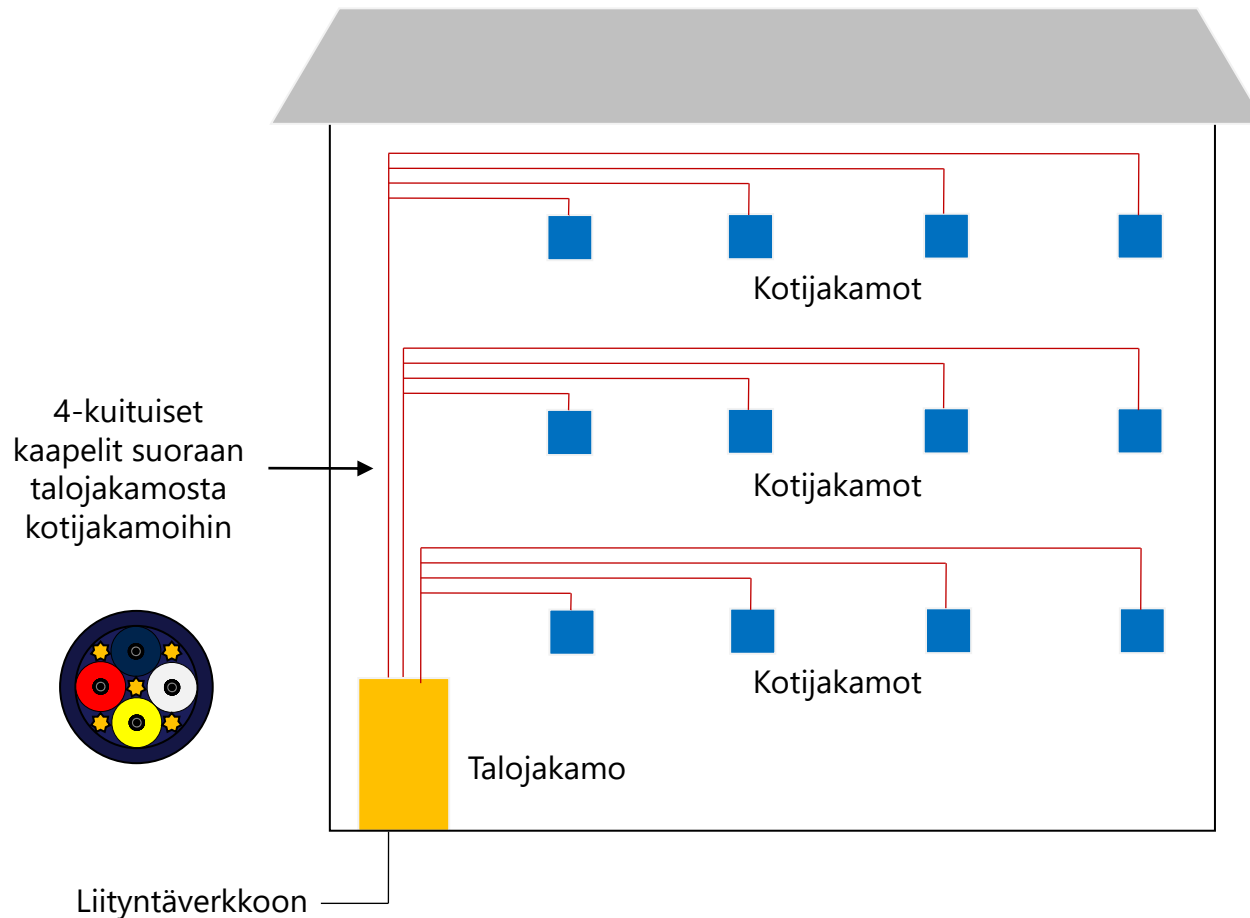 Kotijakamot
4-kuituiset
kaapelit suoraan
talojakamosta
kotijakamoihin
Kotijakamot
Kotijakamot
Talojakamo
Liityntäverkkoon